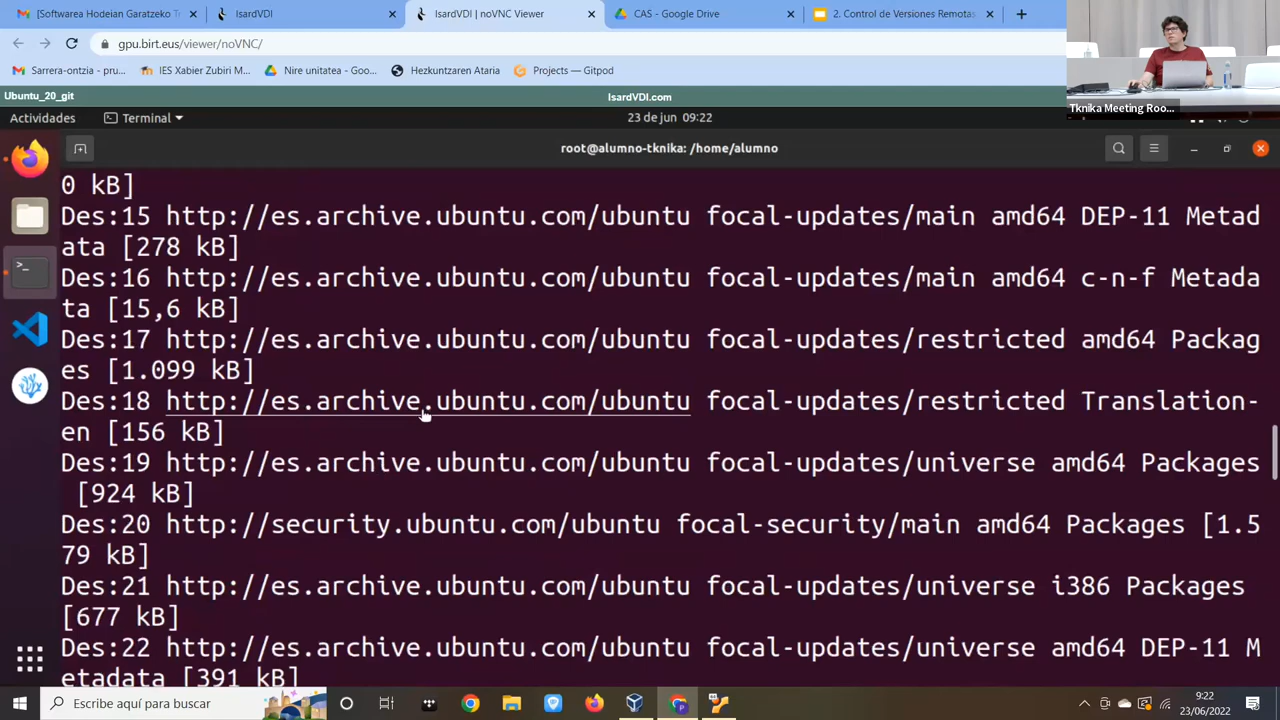 [Sometware Hodeian Garatzeko T
IsardVDI
IsardVDI | noVNC Viewer
CAS - Google Drive
2. Control de Versiones Remotas
gpu.birt.eus/viewer/noVNC/
Sarrera-ontzia - pru...
IES Xabier Zubiri M...
Nire unitatea - Goo...
Hezkuntzaren Ataria
Projects — Gitpod
Ubuntu_20_git
IsardVDI.com
Tknika Meeting Roo...
Actividades
Terminal
23 de jun 09:22
root@alumno-tknika: /home/alumno
0 kB]
Des:15 http://es.archive.ubuntu.com/ubuntu focal-updates/main amd64 DEP-11 Metad
ata [278 kB]
Des:16 http://es.archive.ubuntu.com/ubuntu focal-updates/main amd64 c-n-f Metada
ta [15,6 kB]
Des:17 http://es.archive.ubuntu.com/ubuntu focal-updates/restricted amd64 Packag
es [1.099 kB]
Des:18 http://es.archive.ubuntu.com/ubuntu focal-updates/restricted Translation-
en [156 kB]
Des:19 http://es.archive.ubuntu.com/ubuntu focal-updates/universe amd64 Packages
 [924 kB]
Des:20 http://security.ubuntu.com/ubuntu focal-security/main amd64 Packages [1.5
79 kB]
Des:21 http://es.archive.ubuntu.com/ubuntu focal-updates/universe i386 Packages
[677 kB]
Des:22 http://es.archive.ubuntu.com/ubuntu focal-updates/universe amd64 DEP-11 M
etadata [391 kB]
Escribe aquí para buscar
9:22
23/06/2022